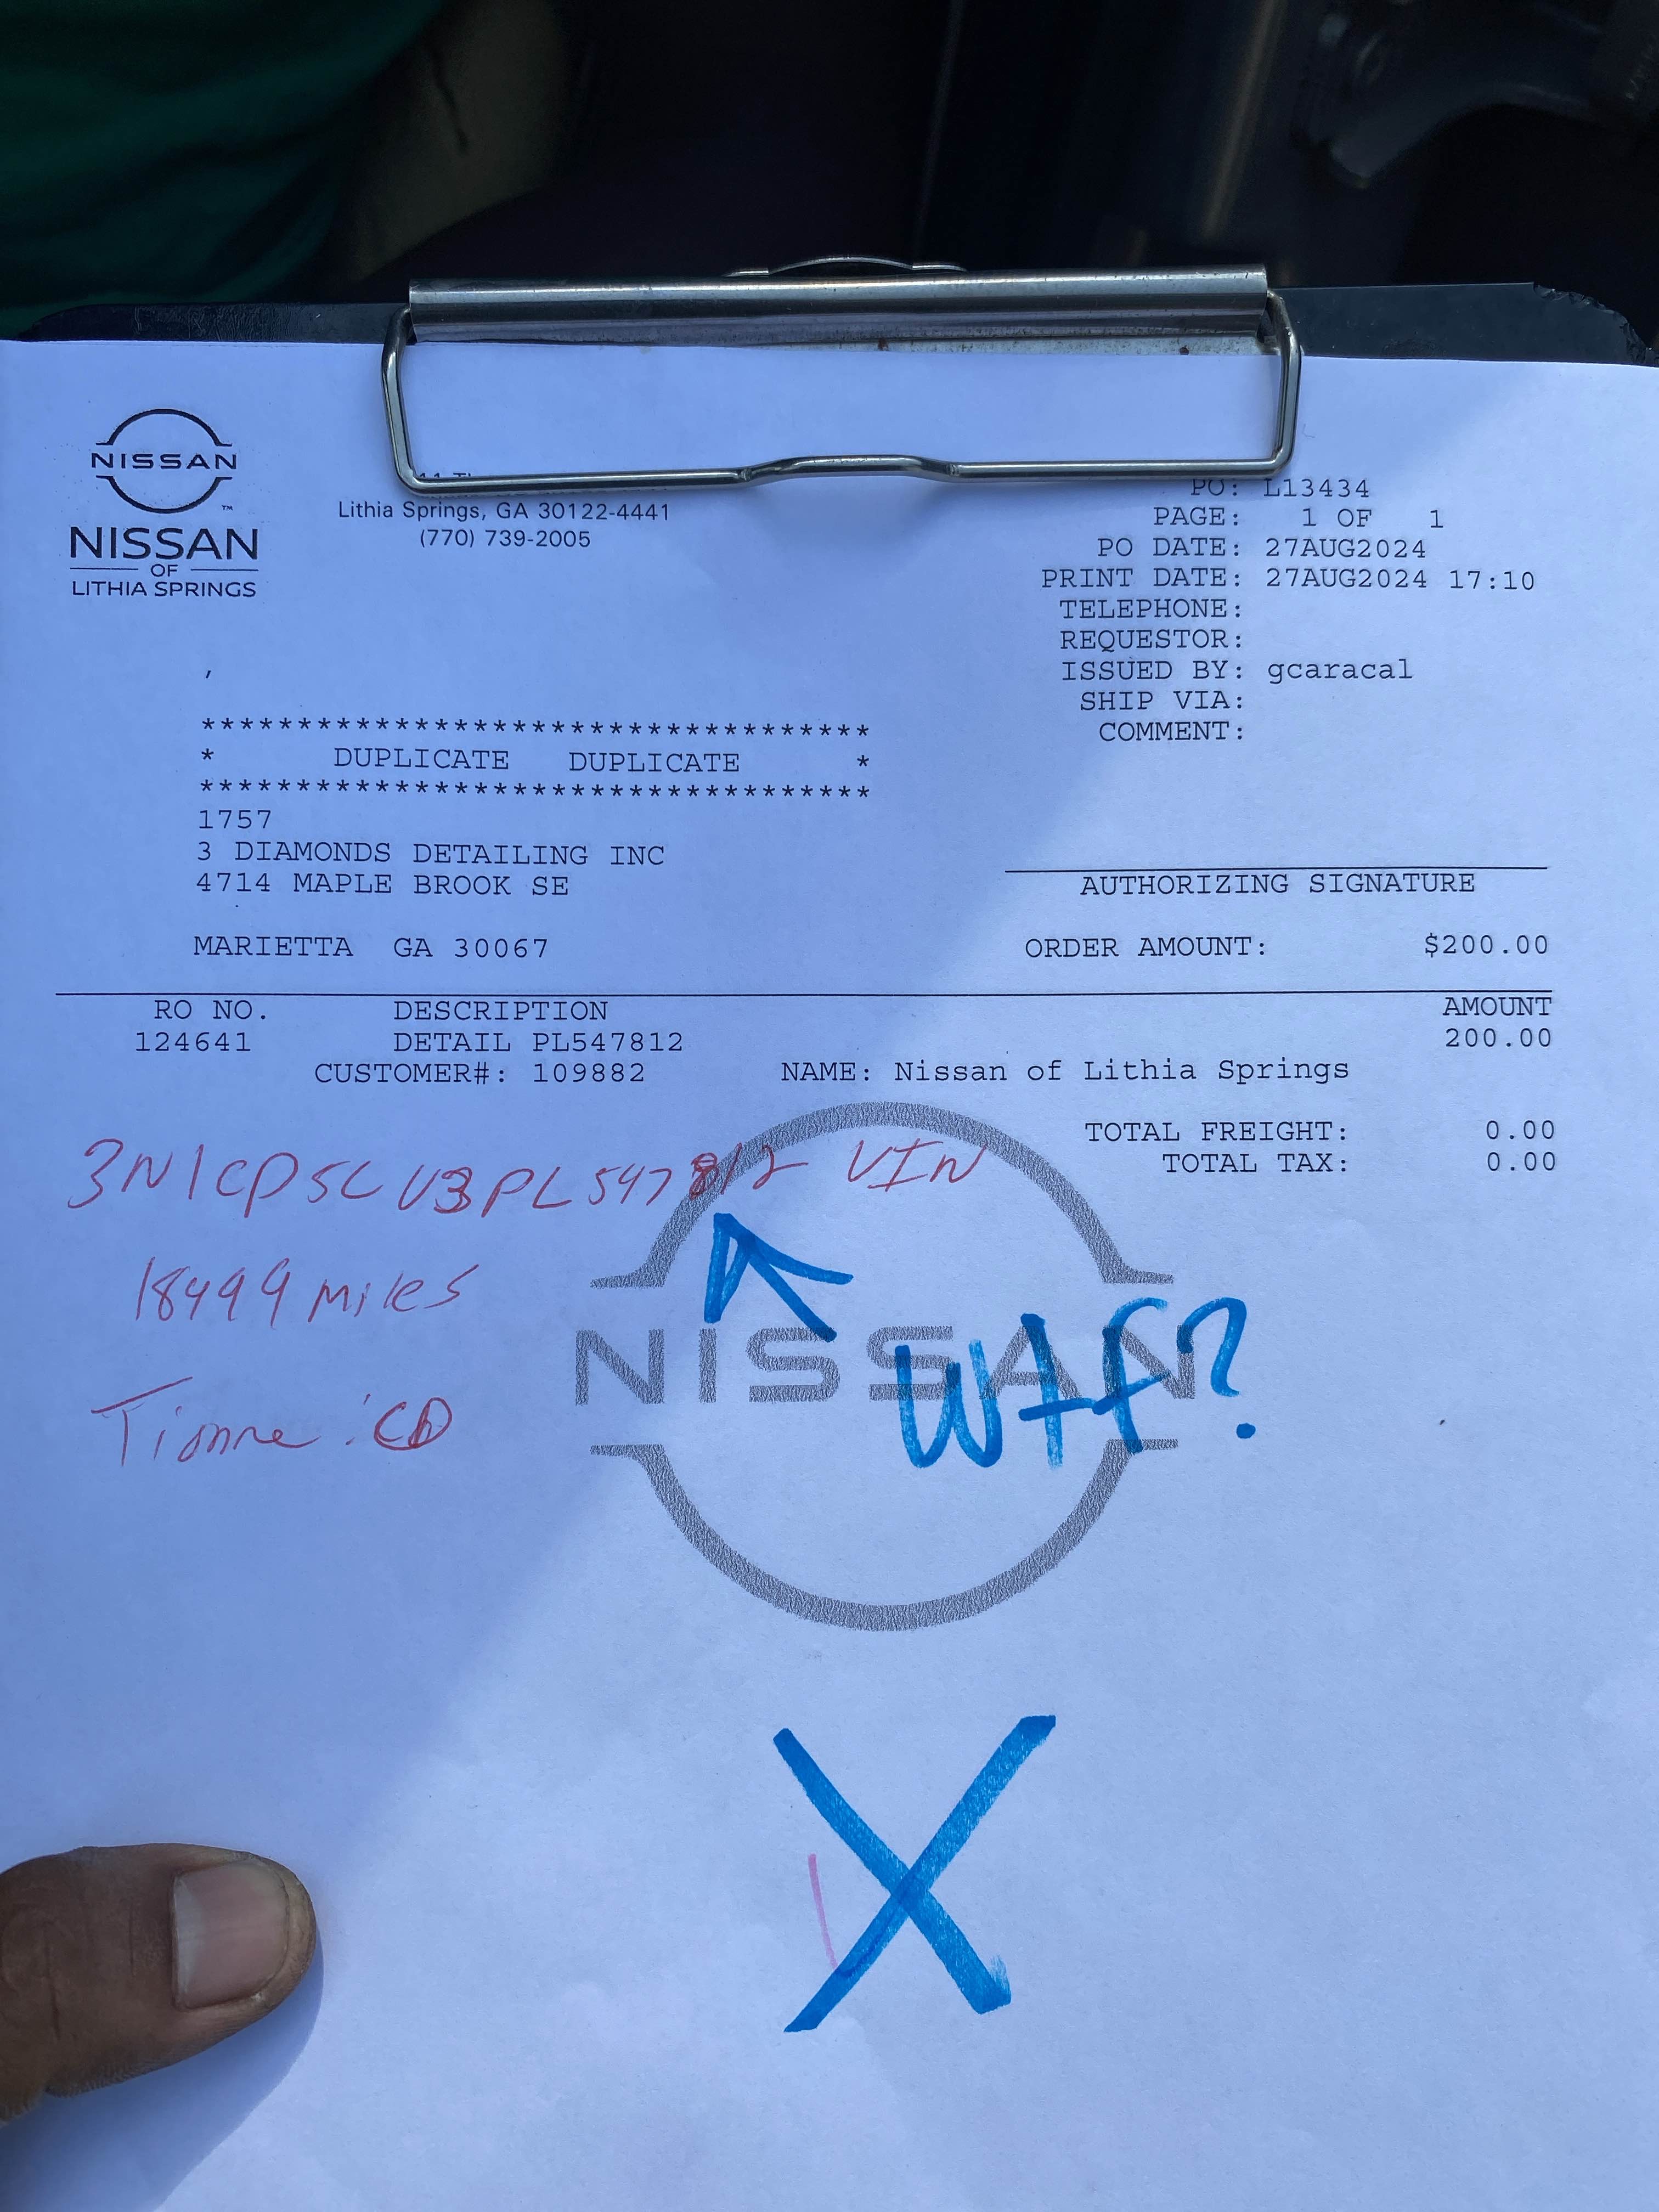 NISSAN
NISSAN
OF
LITHIA SPRINGS
Lithia Springs, GA 30122-4441
(770) 739-2005
PO: L13434
PAGE: 1 OF 1
PO DATE: 27AUG2024
PRINT DATE: 27AUG2024 17:10
TELEPHONE:
REQUESTOR:
ISSUED BY: gcaracal
SHIP VIA:
COMMENT:
,
***********************************
* DUPLICATE DUPLICATE *
***********************************
1757
3 DIAMONDS DETAILING INC
4714 MAPLE BROOK SE
MARIETTA GA 30067
AUTHORIZING SIGNATURE
ORDER AMOUNT: $200.00
RO NO. DESCRIPTION AMOUNT
124641 DETAIL PL547812 200.00
CUSTOMER#: 109882 NAME: Nissan of Lithia Springs
TOTAL FREIGHT: 0.00
TOTAL TAX: 0.00
3N1CP5CV3PL547812 VIN
18499 miles
NISSAN
Wtf?
X